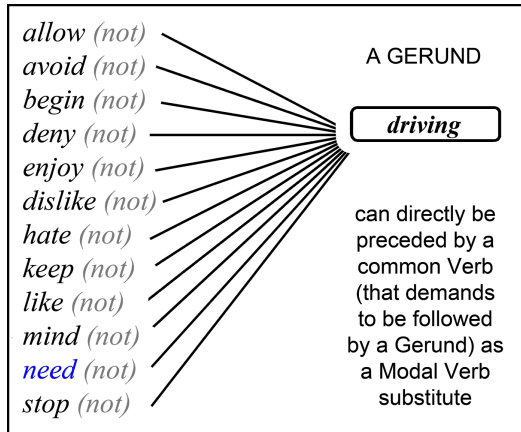 allow (not)
avoid (not)
begin (not)
deny (not)
enjoy (not)
dislike (not)
hate (not)
keep (not)
like (not)
mind (not)
need (not)
stop (not)
A GERUND
driving
can directly be
preceded by a
common Verb
(that demands
to be followed
by a Gerund) as
a Modal Verb
substitute